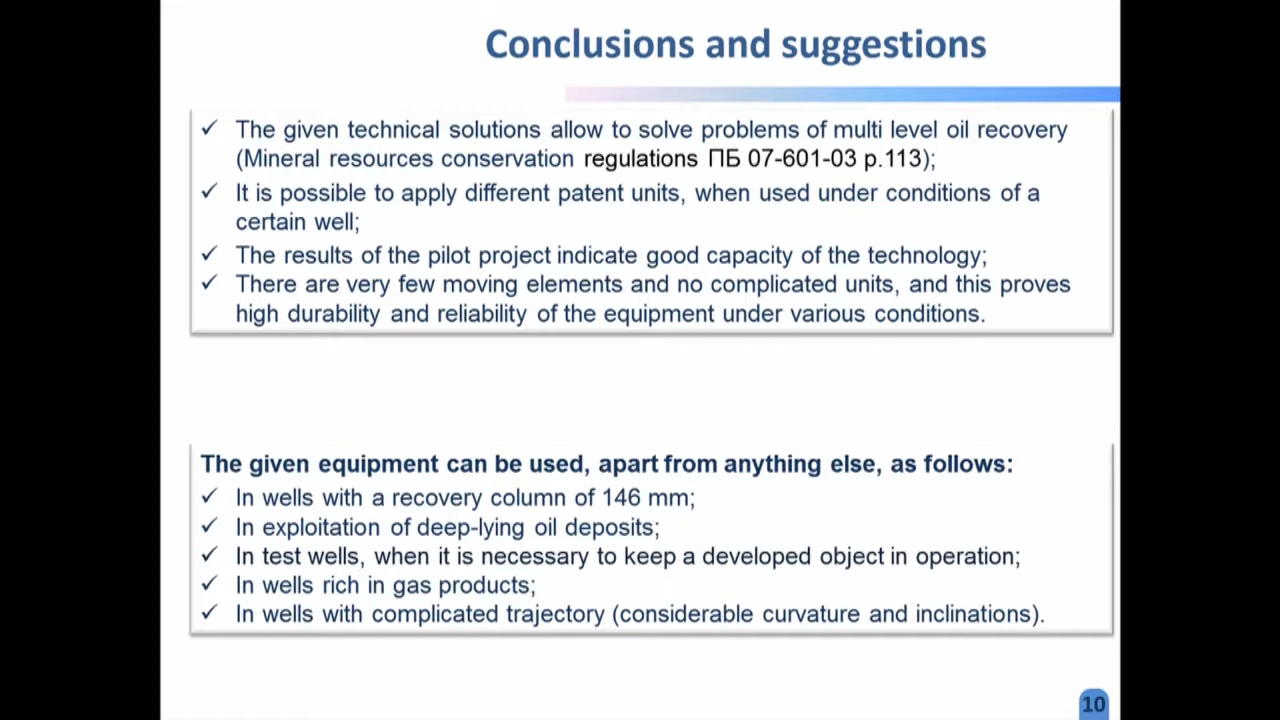 Conclusions and suggestions
✓ The given technical solutions allow to solve problems of multi level oil recovery
(Mineral resources conservation regulations ПБ 07-601-03 p.113);
✓ It is possible to apply different patent units, when used under conditions of a
certain well;
✓ The results of the pilot project indicate good capacity of the technology;
✓ There are very few moving elements and no complicated units, and this proves
high durability and reliability of the equipment under various conditions.
The given equipment can be used, apart from anything else, as follows:
✓ In wells with a recovery column of 146 mm;
✓ In exploitation of deep-lying oil deposits;
✓ In test wells, when it is necessary to keep a developed object in operation;
✓ In wells rich in gas products;
✓ In wells with complicated trajectory (considerable curvature and inclinations).
10